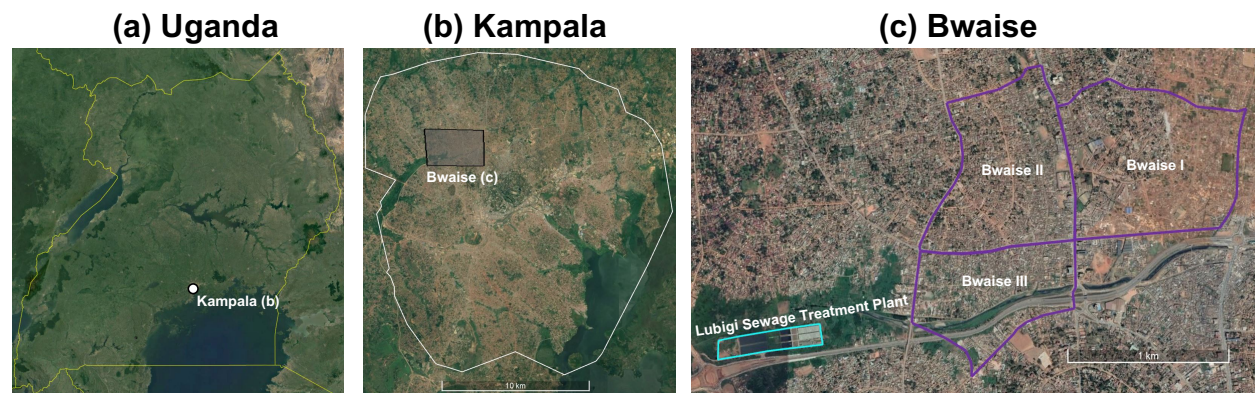 (a) Uganda
(b) Kampala
(c) Bwaise
Kampala (b)
Bwaise (c)
10 km
Bwaise II
Bwaise I
Bwaise III
Lubigi Sewage Treatment Plant
1 km